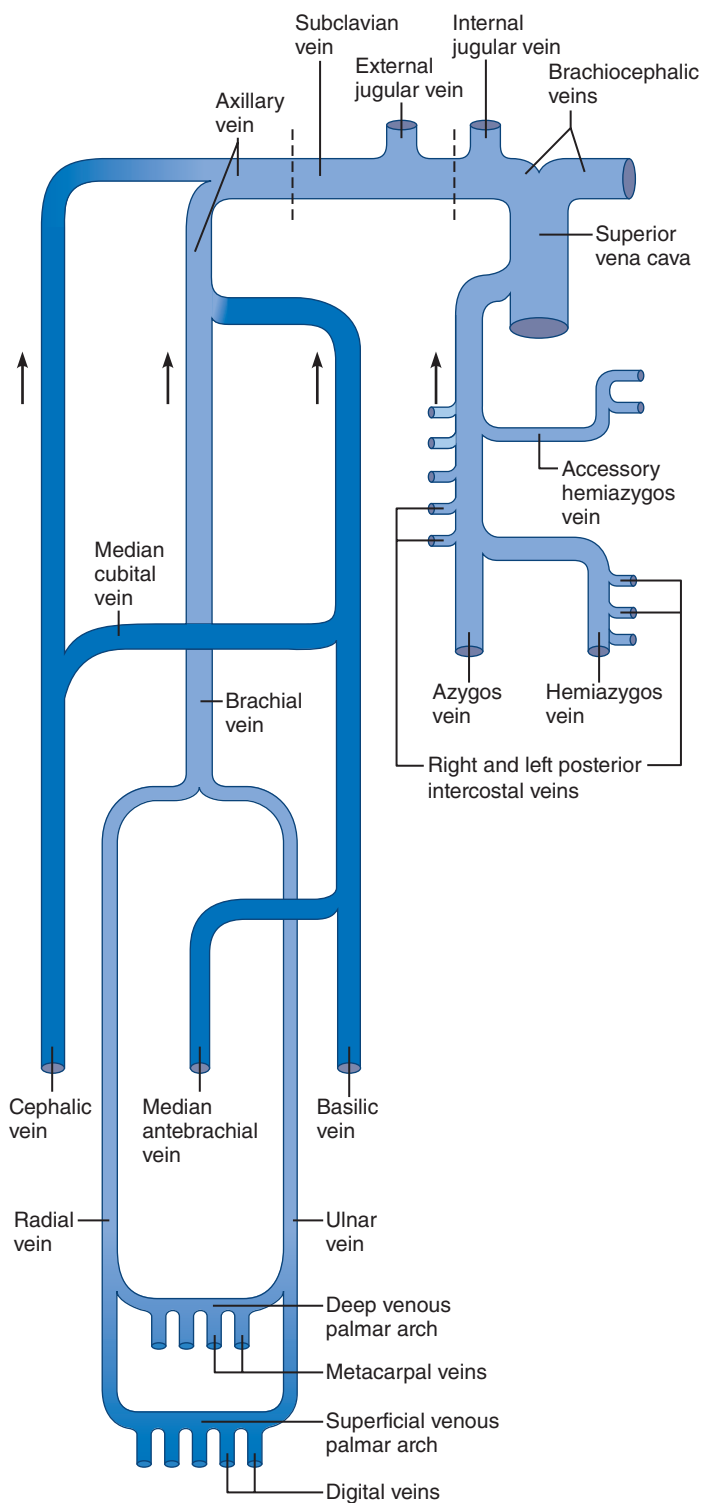 Subclavian
vein
Internal
jugular vein
External
jugular vein
Brachiocephalic
veins
Axillary
vein
Superior
vena cava
Accessory
hemiazygos
vein
Median
cubital
vein
Brachial
vein
Azygos
vein
Hemiazygos
vein
Right and left posterior
intercostal veins
Cephalic
vein
Median
antebrachial
vein
Basilic
vein
Radial
vein
Ulnar
vein
Deep venous
palmar arch
Metacarpal veins
Superficial venous
palmar arch
Digital veins